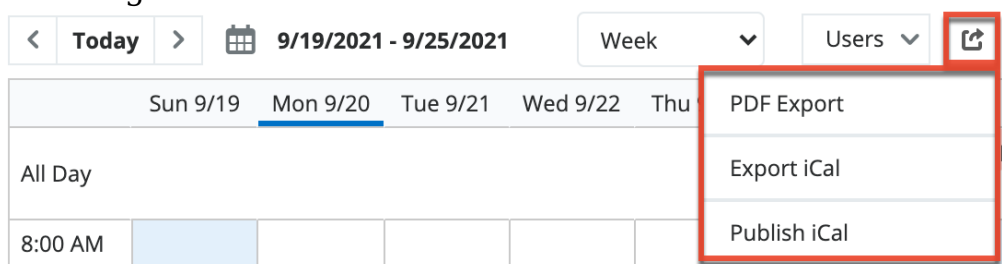 Today 9/19/2021 - 9/25/2021 Week Users
Sun 9/19 Mon 9/20 Tue 9/21 Wed 9/22 Thu
PDF Export
All Day
Export iCal
Publish iCal
8:00 AM